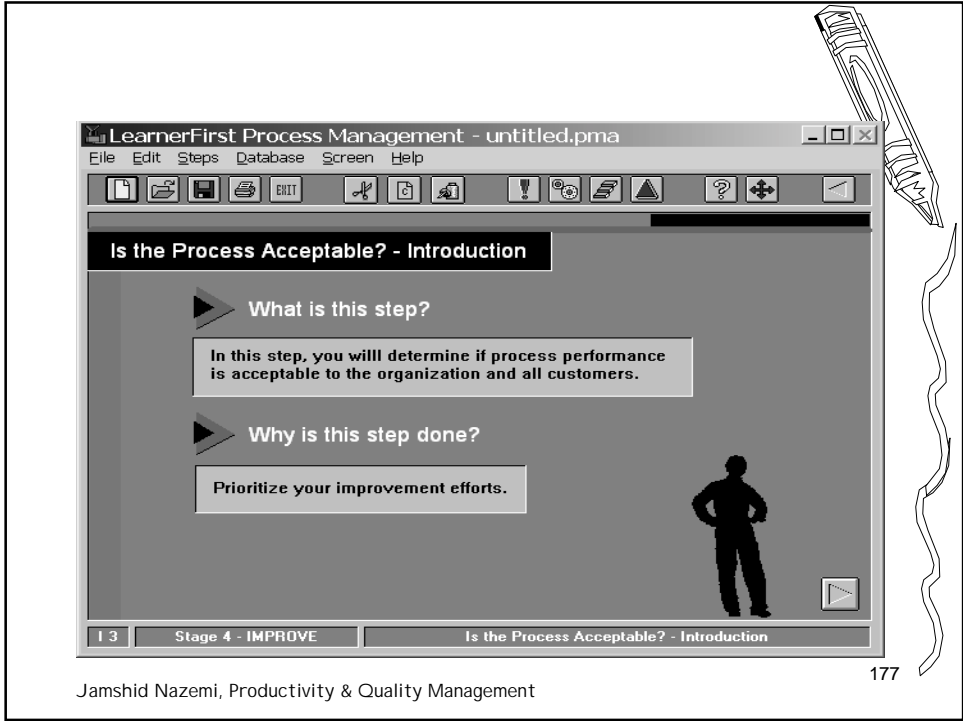 LearnerFirst Process Management - untitled.pma
File Edit Steps Database Screen Help
EXIT
Is the Process Acceptable? - Introduction
What is this step?
In this step, you willl determine if process performance
is acceptable to the organization and all customers.
Why is this step done?
Prioritize your improvement efforts.
I 3 Stage 4 - IMPROVE Is the Process Acceptable? - Introduction
177
Jamshid Nazemi, Productivity & Quality Management